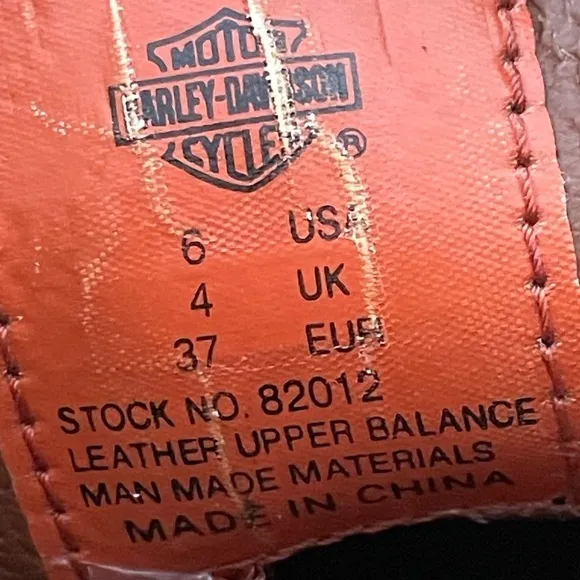 MOTOR
HARLEY-DAVIDSON
CYCLES
®
6 USA
4 UK
37 EUR
STOCK NO. 82012
LEATHER UPPER BALANCE
MAN MADE MATERIALS
MADE IN CHINA